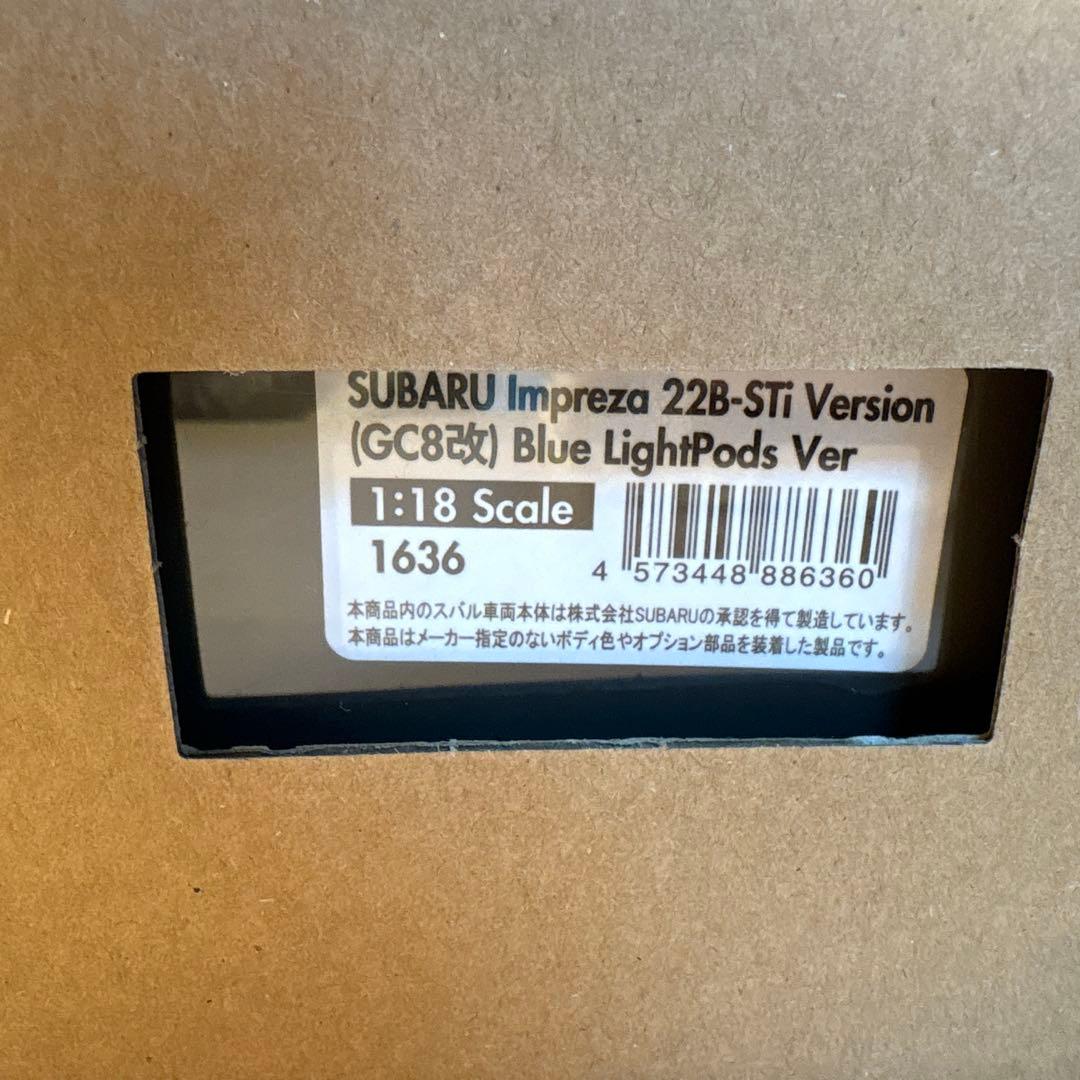 SUBARU Impreza 22B-STi Version
(GC8改) Blue LightPods Ver
1:18 Scale
1636
4 573448 886360
本商品内のスバル車両本体は株式会社SUBARUの承認を得て製造しています。
本商品はメーカー指定のないボディ色やオプション部品を装着した製品です。